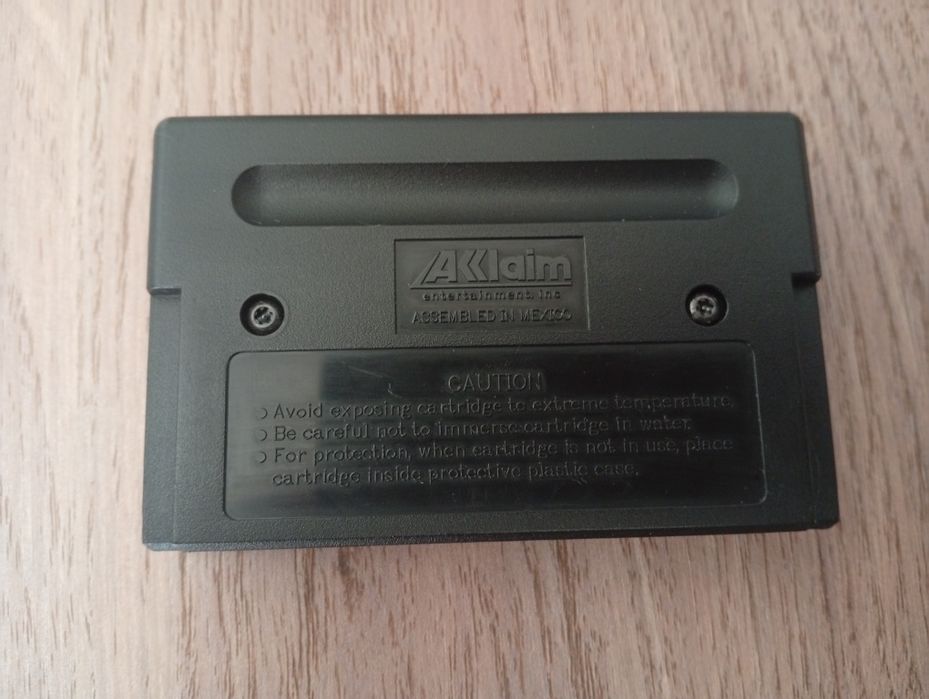 AKKlaim
entertainment, inc
ASSEMBLED IN MEXICO
CAUTION
Avoid exposing cartridge to extreme temperature.
Be careful not to immerse cartridge in water.
For protection, when cartridge is not in use, place
cartridge inside protective plastic case.